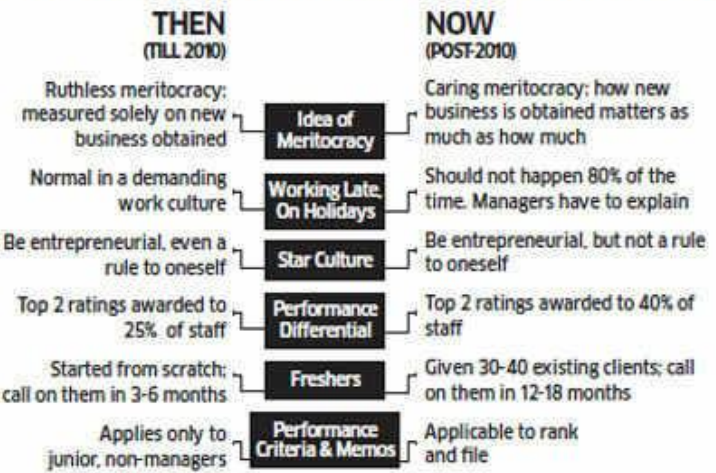 THEN
(TILL 2010)
NOW
(POST-2010)
Ruthless meritocracy:
measured solely on new
business obtained
Idea of
Meritocracy
Caring meritocracy: how new
business is obtained matters as
much as how much
Normal in a demanding
work culture
Working Late,
On Holidays
Should not happen 80% of the
time. Managers have to explain
Be entrepreneurial, even a
rule to oneself
Star Culture
Be entrepreneurial, but not a rule
to oneself
Top 2 ratings awarded to
25% of staff
Performance
Differential
Top 2 ratings awarded to 40% of
staff
Started from scratch;
call on them in 3-6 months
Freshers
Given 30-40 existing clients; call
on them in 12-18 months
Applies only to
junior, non-managers
Performance
Criteria & Memos
Applicable to rank
and file